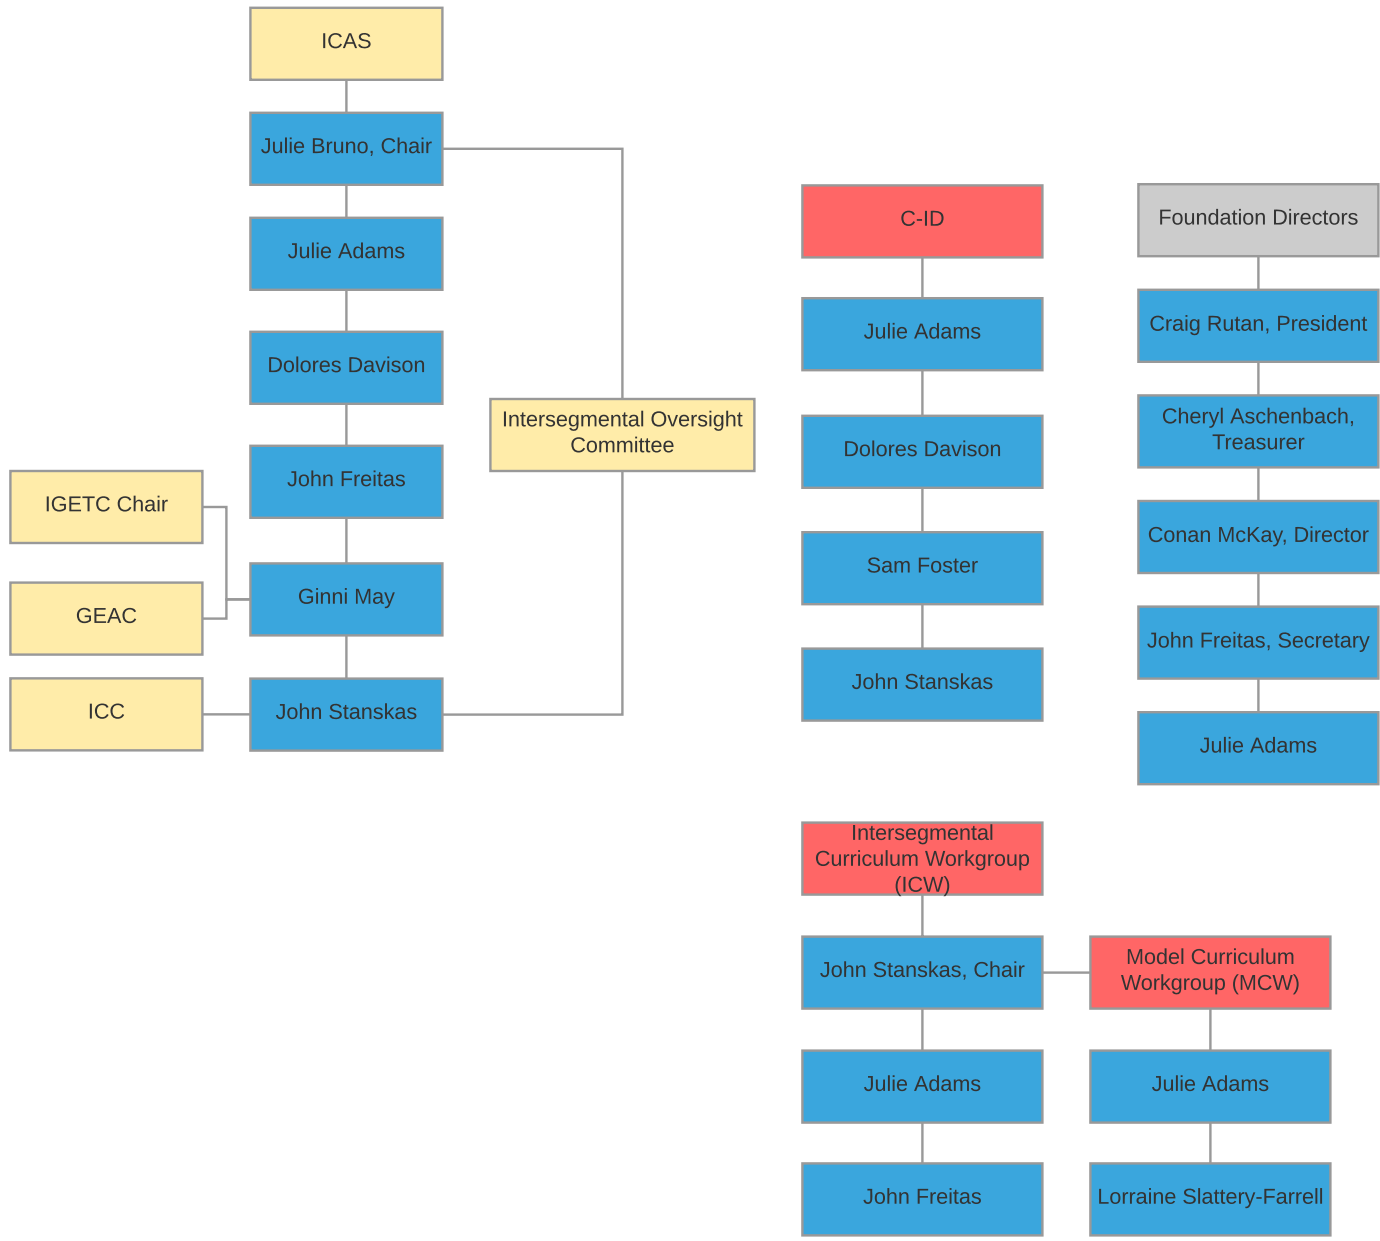 ICAS
Julie Bruno, Chair
Julie Adams
Dolores Davison
John Freitas
Ginni May
John Stanskas
IGETC Chair
GEAC
ICC
Intersegmental Oversight
Committee
C-ID
Julie Adams
Dolores Davison
Sam Foster
John Stanskas
Foundation Directors
Craig Rutan, President
Cheryl Aschenbach,
Treasurer
Conan McKay, Director
John Freitas, Secretary
Julie Adams
Intersegmental
Curriculum Workgroup
(ICW)
John Stanskas, Chair
Julie Adams
John Freitas
Model Curriculum
Workgroup (MCW)
Julie Adams
Lorraine Slattery-Farrell